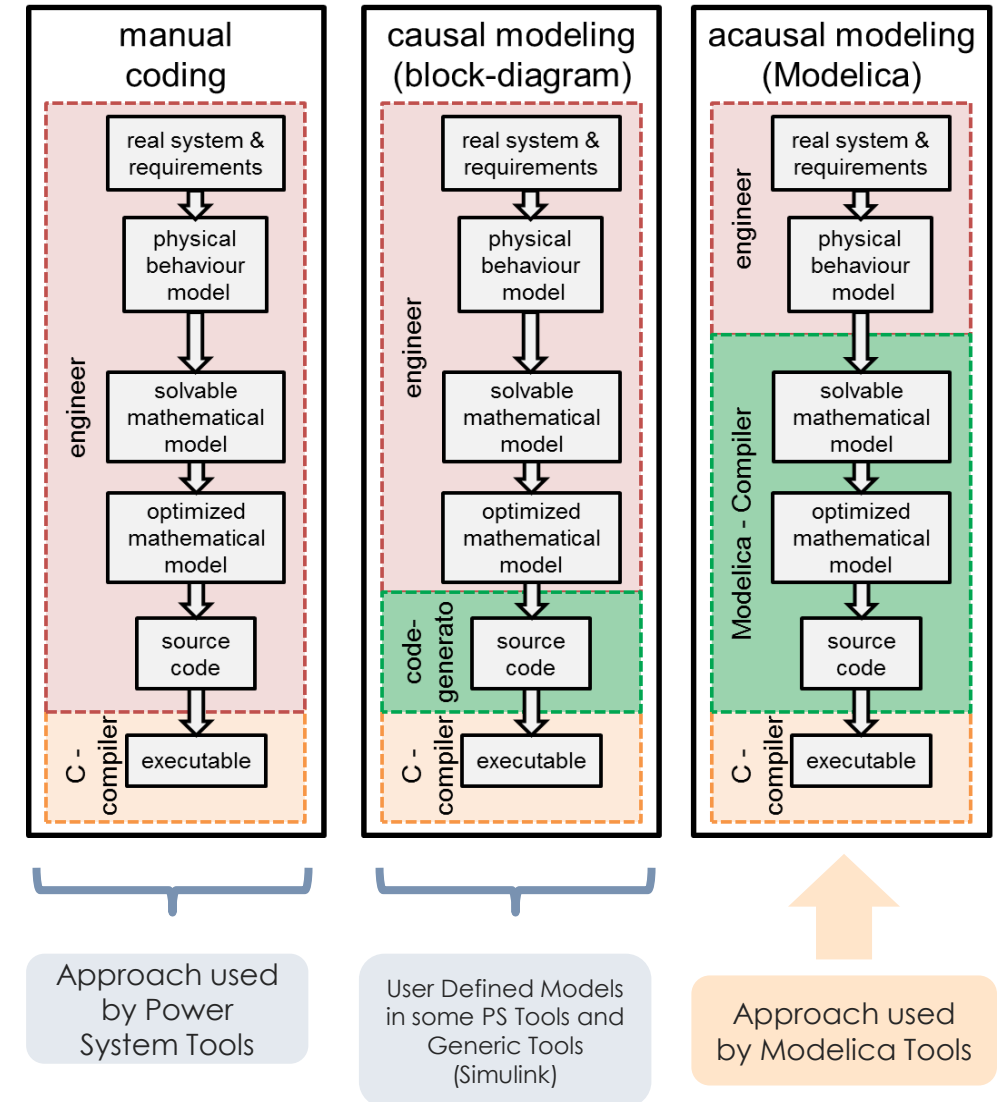 manual
coding
engineer
real system &
requirements
physical
behaviour
model
solvable
mathematical
model
optimized
mathematical
model
source
code
C -
compiler
executable
Approach used
by Power
System Tools
causal modeling
(block-diagram)
engineer
real system &
requirements
physical
behaviour
model
solvable
mathematical
model
optimized
mathematical
model
code-
generato
source
code
C -
compiler
executable
User Defined Models
in some PS Tools and
Generic Tools
(Simulink)
acausal modeling
(Modelica)
engineer
real system &
requirements
physical
behaviour
model
Modelica - Compiler
solvable
mathematical
model
optimized
mathematical
model
source
code
C -
compiler
executable
Approach used
by Modelica Tools